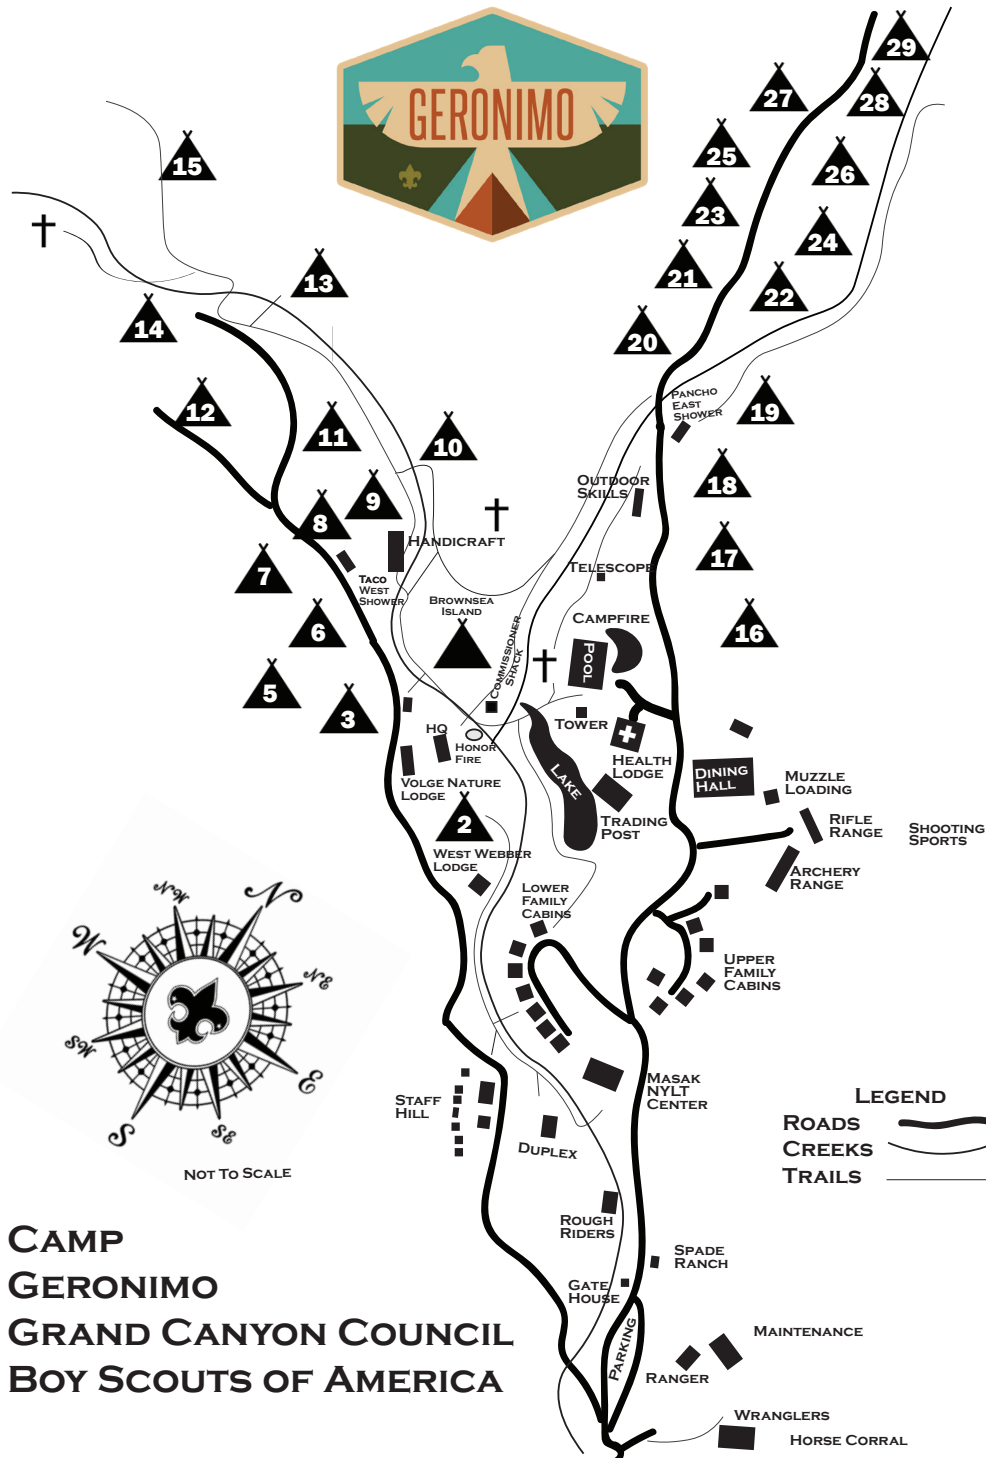 GERONIMO
29
27
28
15
25
26
23
24
21
13
22
14
20
PANCHO
EAST
SHOWER
12
19
11
10
OUTDOOR
SKILLS
18
9
8
HANDICRAFT
17
7
TELESCOPE
TACO
WEST
SHOWER
BROWNSEA
ISLAND
COMMISSIONER
SHACK
CAMPFIRE
6
16
POOL
5
3
TOWER
HQ
HONOR
FIRE
HEALTH
LODGE
LAKE
DINING
HALL
MUZZLE
LOADING
VOLGE NATURE
LODGE
2
TRADING
POST
RIFLE
RANGE
SHOOTING
SPORTS
WEST WEBBER
LODGE
ARCHERY
RANGE
LOWER
FAMILY
CABINS
UPPER
FAMILY
CABINS
N
NW
W
NE
SW
E
SE
S
NOT TO SCALE
MASAK
NYLT
CENTER
STAFF
HILL
DUPLEX
LEGEND
ROADS
CREEKS
TRAILS
ROUGH
RIDERS
SPADE
RANCH
GATE
HOUSE
PARKING
MAINTENANCE
RANGER
WRANGLERS
HORSE CORRAL
CAMP
GERONIMO
GRAND CANYON COUNCIL
BOY SCOUTS OF AMERICA